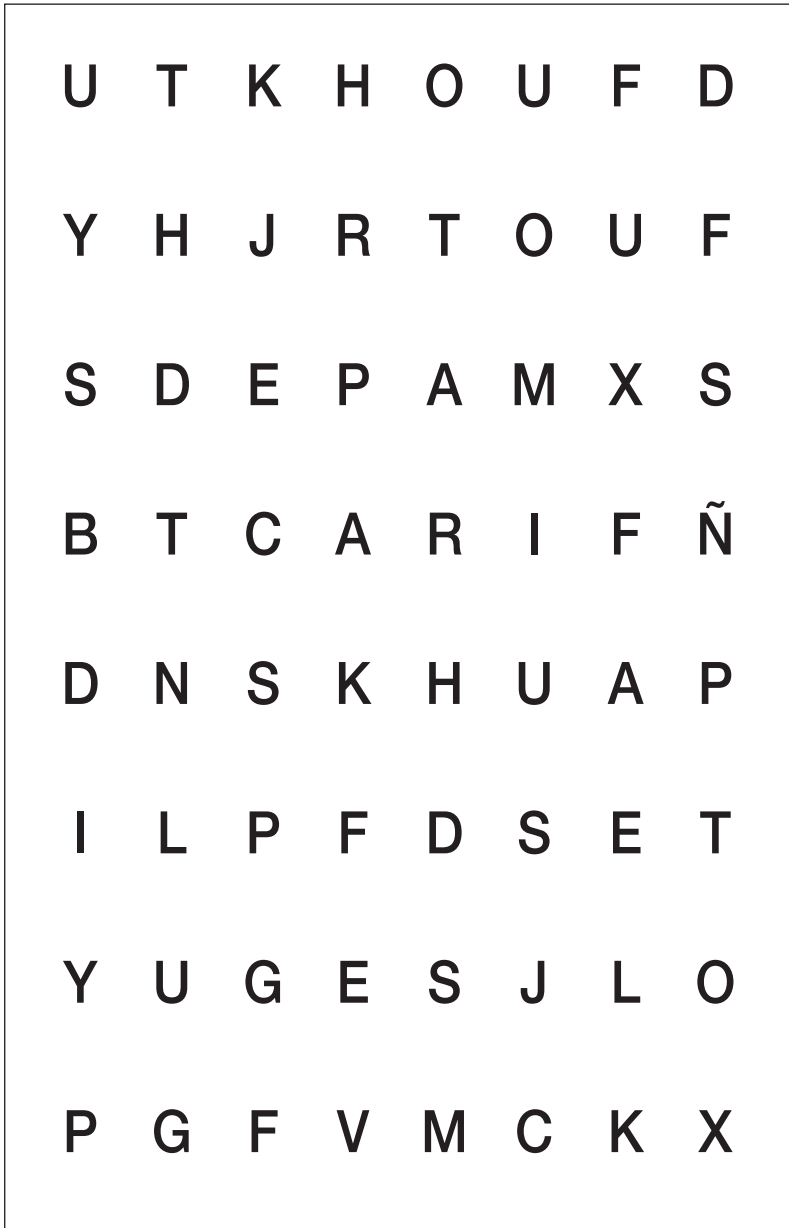 U T K H O U F D
Y H J R T O U F
S D E P A M X S
B T C A R I F Ñ
D N S K H U A P
I L P F D S E T
Y U G E S J L O
P G F V M C K X